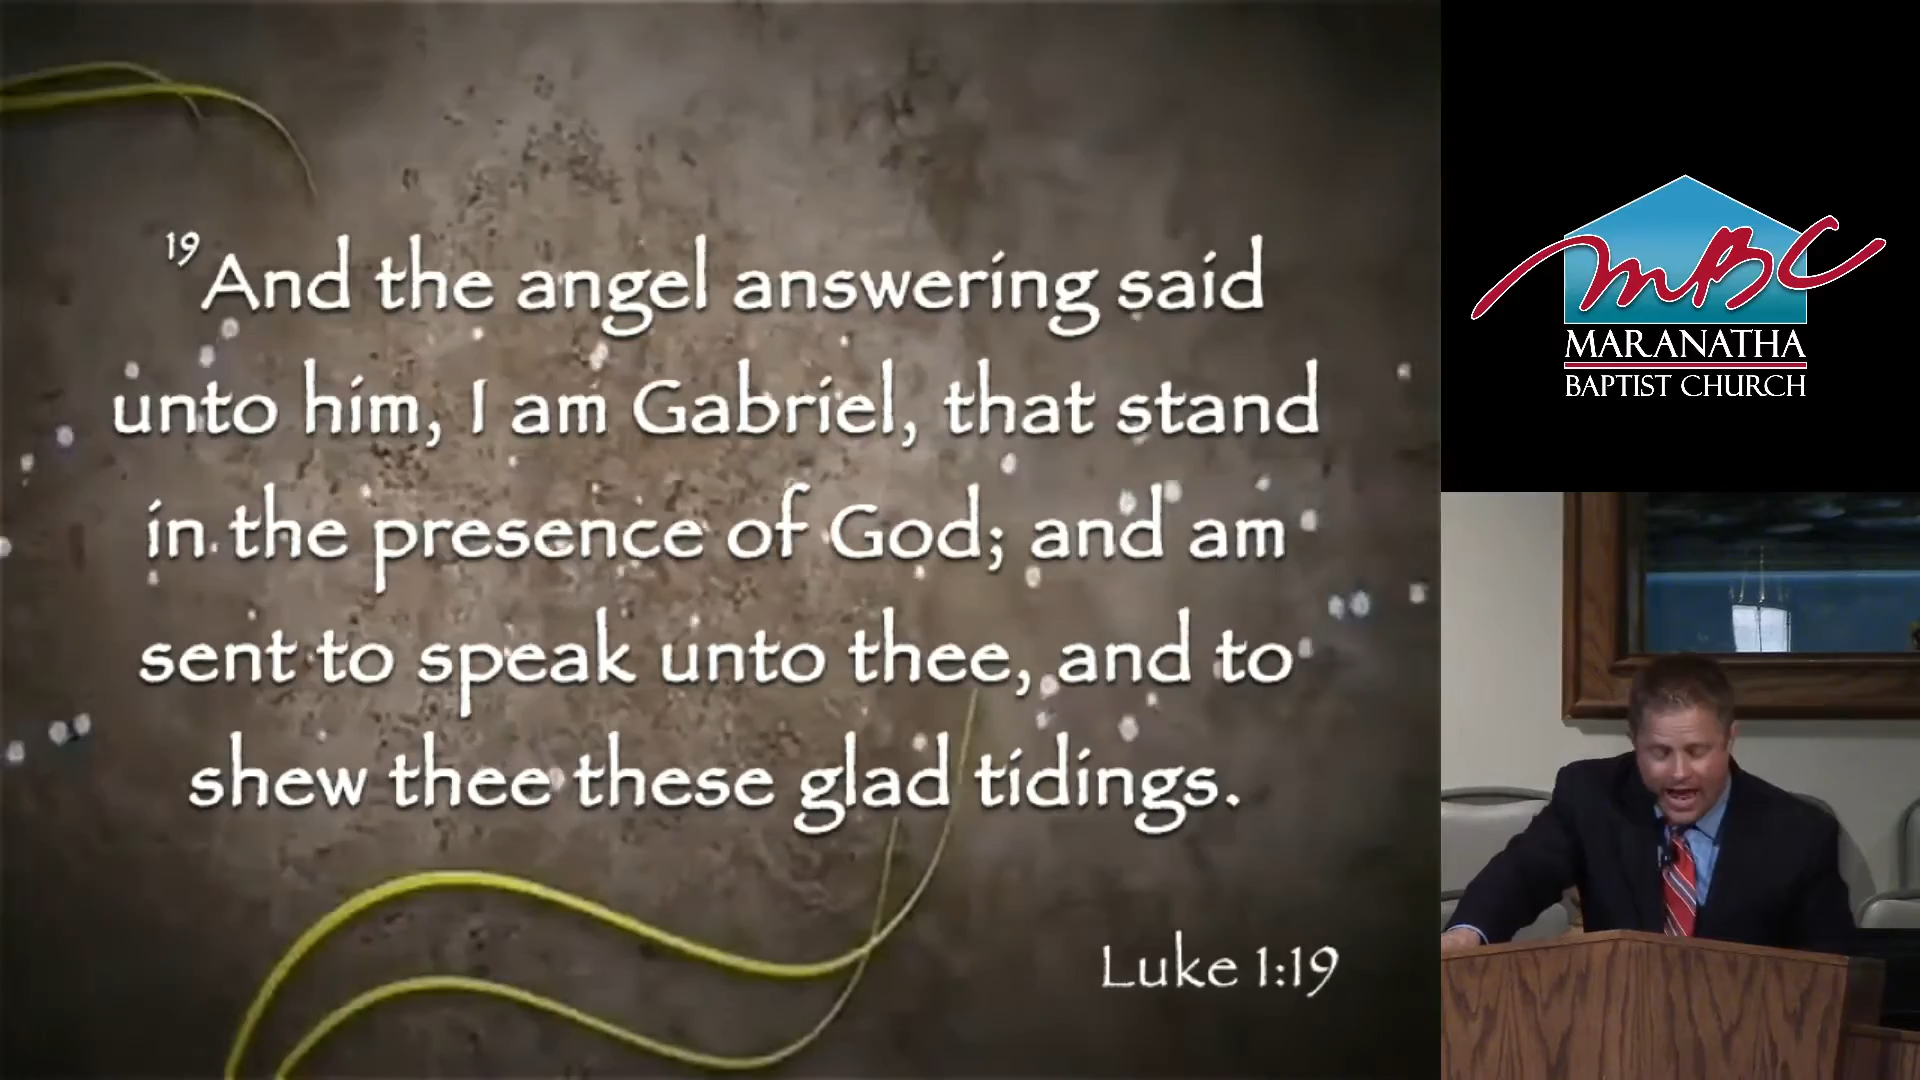 19 And the angel answering said
unto him, I am Gabriel, that stand
in the presence of God; and am
sent to speak unto thee, and to
shew thee these glad tidings.
Luke 1:19
MBC
MARANATHA
BAPTIST CHURCH